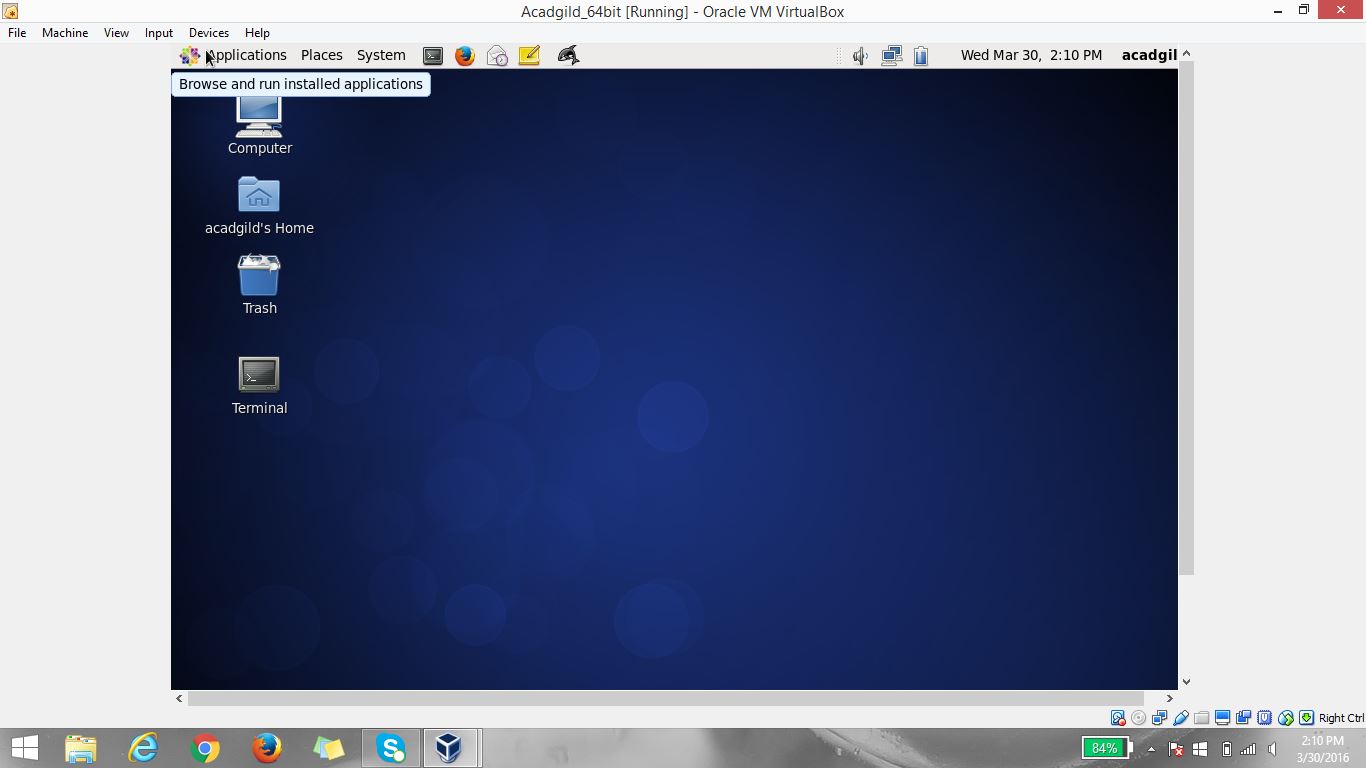 Acadgild_64bit [Running] - Oracle VM VirtualBox
File Machine View Input Devices Help
Applications Places System Wed Mar 30, 2:10 PM acadgil
Browse and run installed applications
Computer
acadgild's Home
Trash
Terminal
Right Ctrl
84% 2:10 PM
3/30/2016